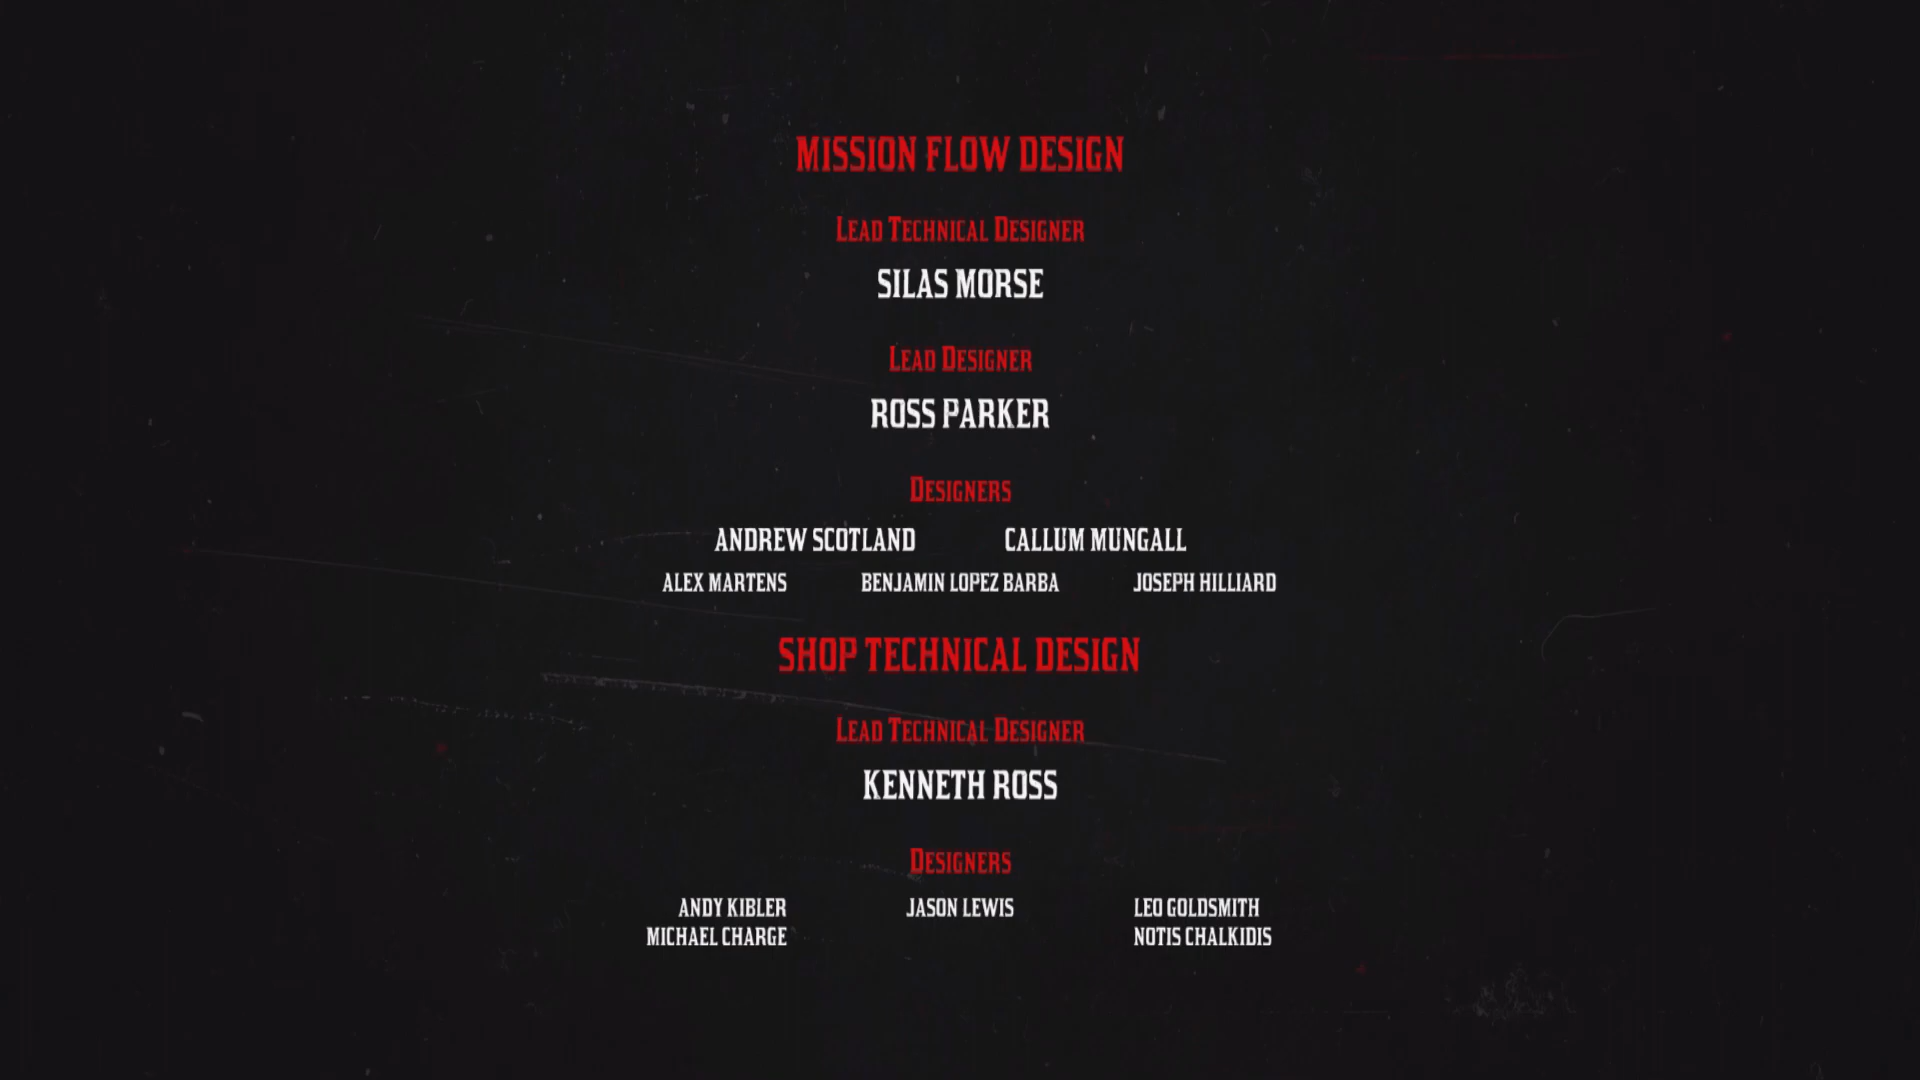 MISSION FLOW DESIGN
LEAD TECHNICAL DESIGNER
SILAS MORSE
LEAD DESIGNER
ROSS PARKER
DESIGNERS
ANDREW SCOTLAND CALLUM MUNGALL
ALEX MARTENS BENJAMIN LOPEZ BARBA JOSEPH HILLIARD
SHOP TECHNICAL DESIGN
LEAD TECHNICAL DESIGNER
KENNETH ROSS
DESIGNERS
ANDY KIBLER JASON LEWIS LEO GOLDSMITH
MICHAEL CHARGE NOTIS CHALKIDIS